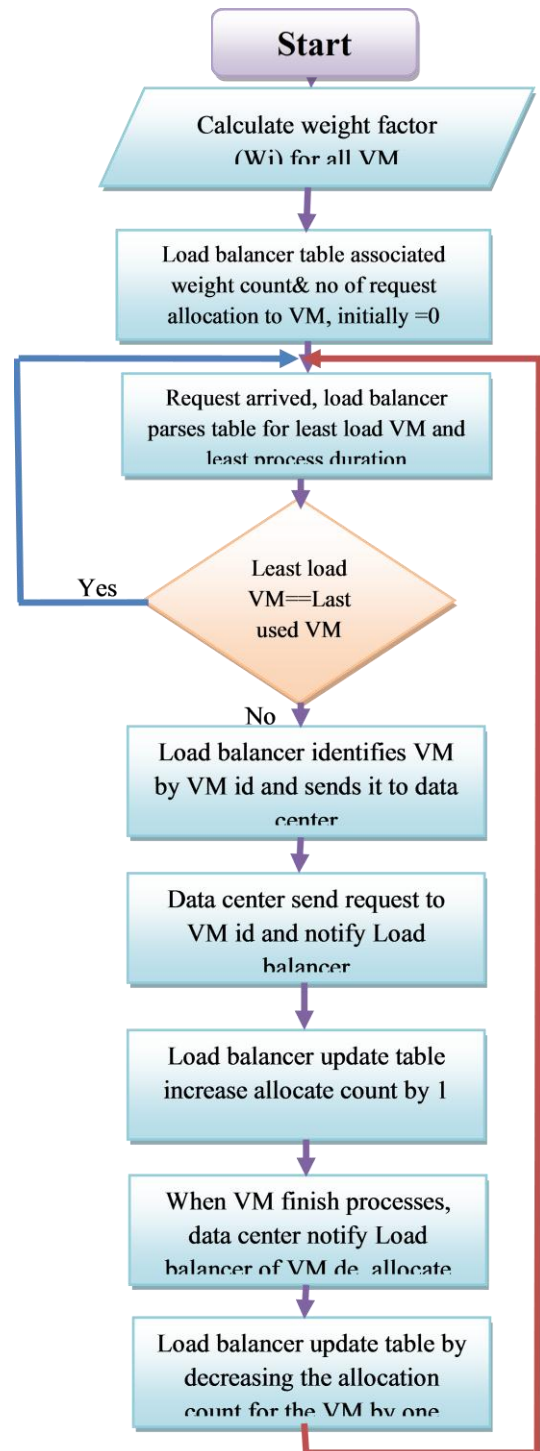 Start
Calculate weight factor
(Wi) for all VM
Load balancer table associated
weight count& no of request
allocation to VM, initially =0
Request arrived, load balancer
parses table for least load VM and
least process duration
Least load
VM==Last
used VM
Yes
No
Load balancer identifies VM
by VM id and sends it to data
center
Data center send request to
VM id and notify Load
balancer
Load balancer update table
increase allocate count by 1
When VM finish processes,
data center notify Load
balancer of VM de allocate
Load balancer update table by
decreasing the allocation
count for the VM by one